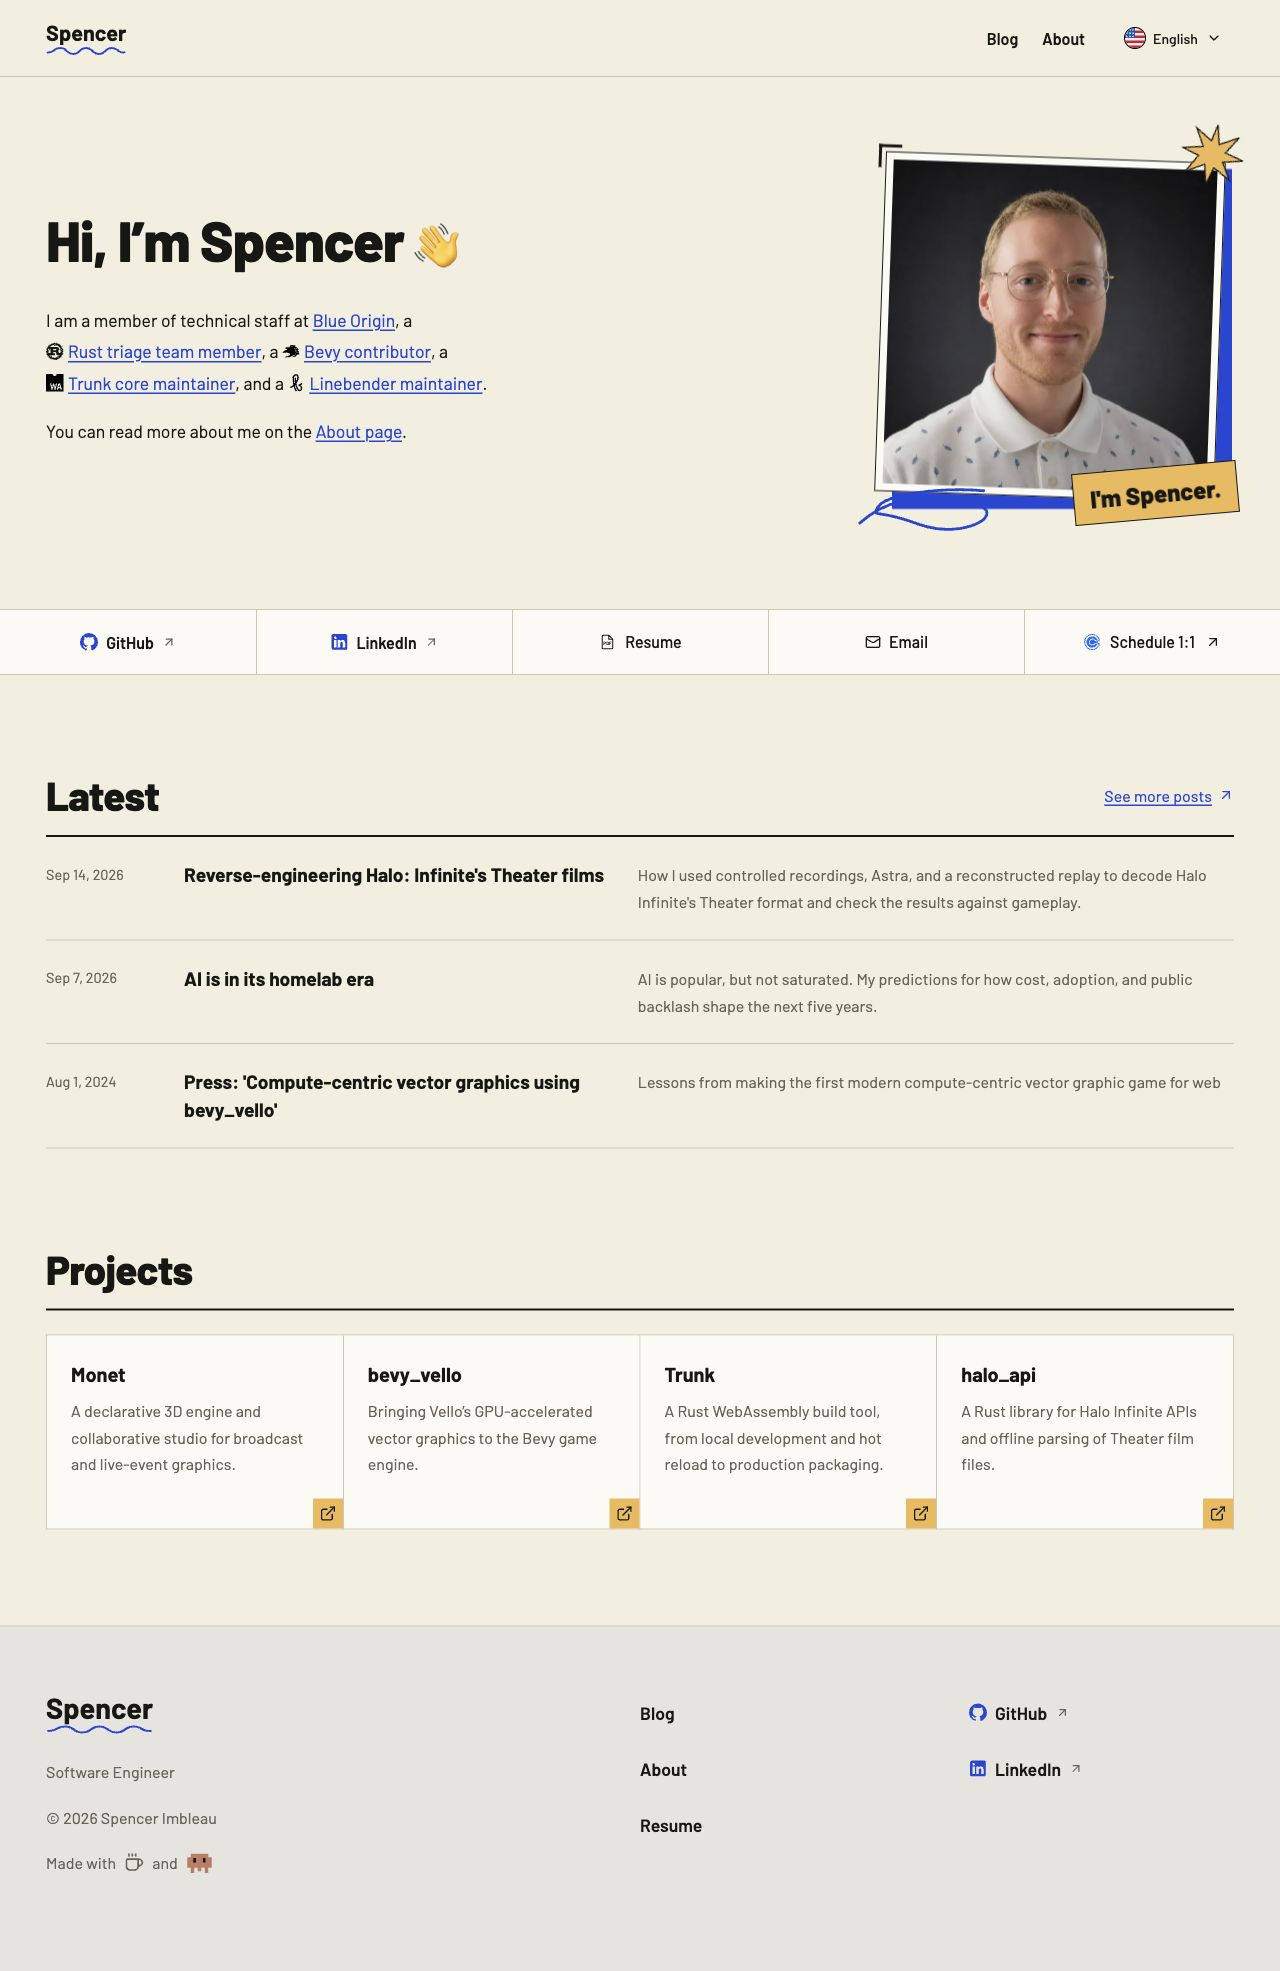 Spencer
Blog
About
English
Hi, I’m Spencer 👋
I am a member of technical staff at Blue Origin, a
Rust triage team member, a Bevy contributor, a
Trunk core maintainer, and a Linebender maintainer.
You can read more about me on the About page.
I'm Spencer.
GitHub
LinkedIn
Resume
Email
Schedule 1:1
Latest
See more posts
Sep 14, 2026
Reverse-engineering Halo: Infinite's Theater films
How I used controlled recordings, Astra, and a reconstructed replay to decode Halo
Infinite's Theater format and check the results against gameplay.
Sep 7, 2026
AI is in its homelab era
AI is popular, but not saturated. My predictions for how cost, adoption, and public
backlash shape the next five years.
Aug 1, 2024
Press: 'Compute-centric vector graphics using
bevy_vello'
Lessons from making the first modern compute-centric vector graphic game for web
Projects
Monet
A declarative 3D engine and
collaborative studio for broadcast
and live-event graphics.
bevy_vello
Bringing Vello’s GPU-accelerated
vector graphics to the Bevy game
engine.
Trunk
A Rust WebAssembly build tool,
from local development and hot
reload to production packaging.
halo_api
A Rust library for Halo Infinite APIs
and offline parsing of Theater film
files.
Spencer
Software Engineer
© 2026 Spencer Imbleau
Made with and
Blog
About
Resume
GitHub
LinkedIn